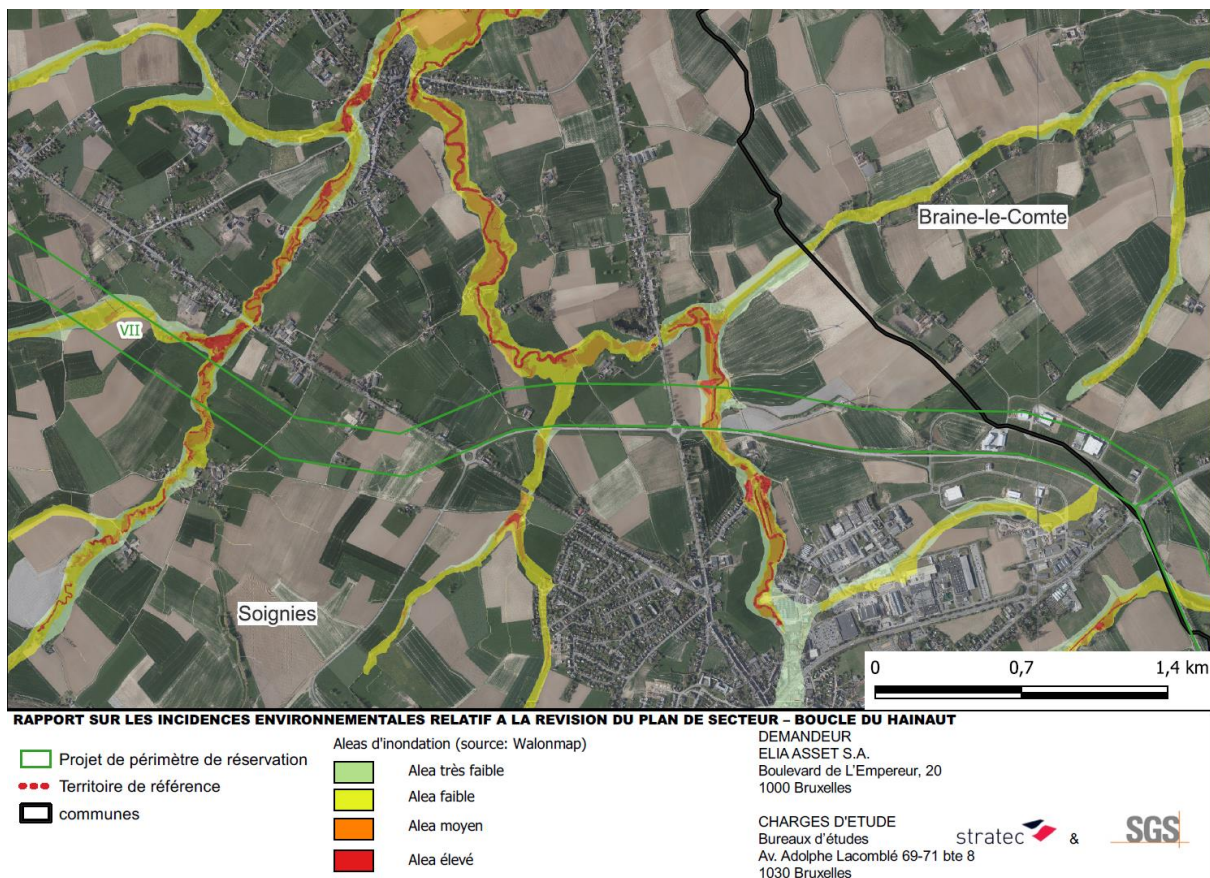 Braine-le-Comte
VII
Soignies
0 0,7 1,4 km
RAPPORT SUR LES INCIDENCES ENVIRONNEMENTALES RELATIF A LA REVISION DU PLAN DE SECTEUR – BOUCLE DU HAINAUT
Projet de périmètre de réservation
Territoire de référence
communes
Aleas d'inondation (source: Walonmap)
Alea très faible
Alea faible
Alea moyen
Alea élevé
DEMANDEUR
ELIA ASSET S.A.
Boulevard de L'Empereur, 20
1000 Bruxelles
CHARGES D'ETUDE
Bureaux d'études
Av. Adolphe Lacomblé 69-71 bte 8
1030 Bruxelles
stratec & SGS